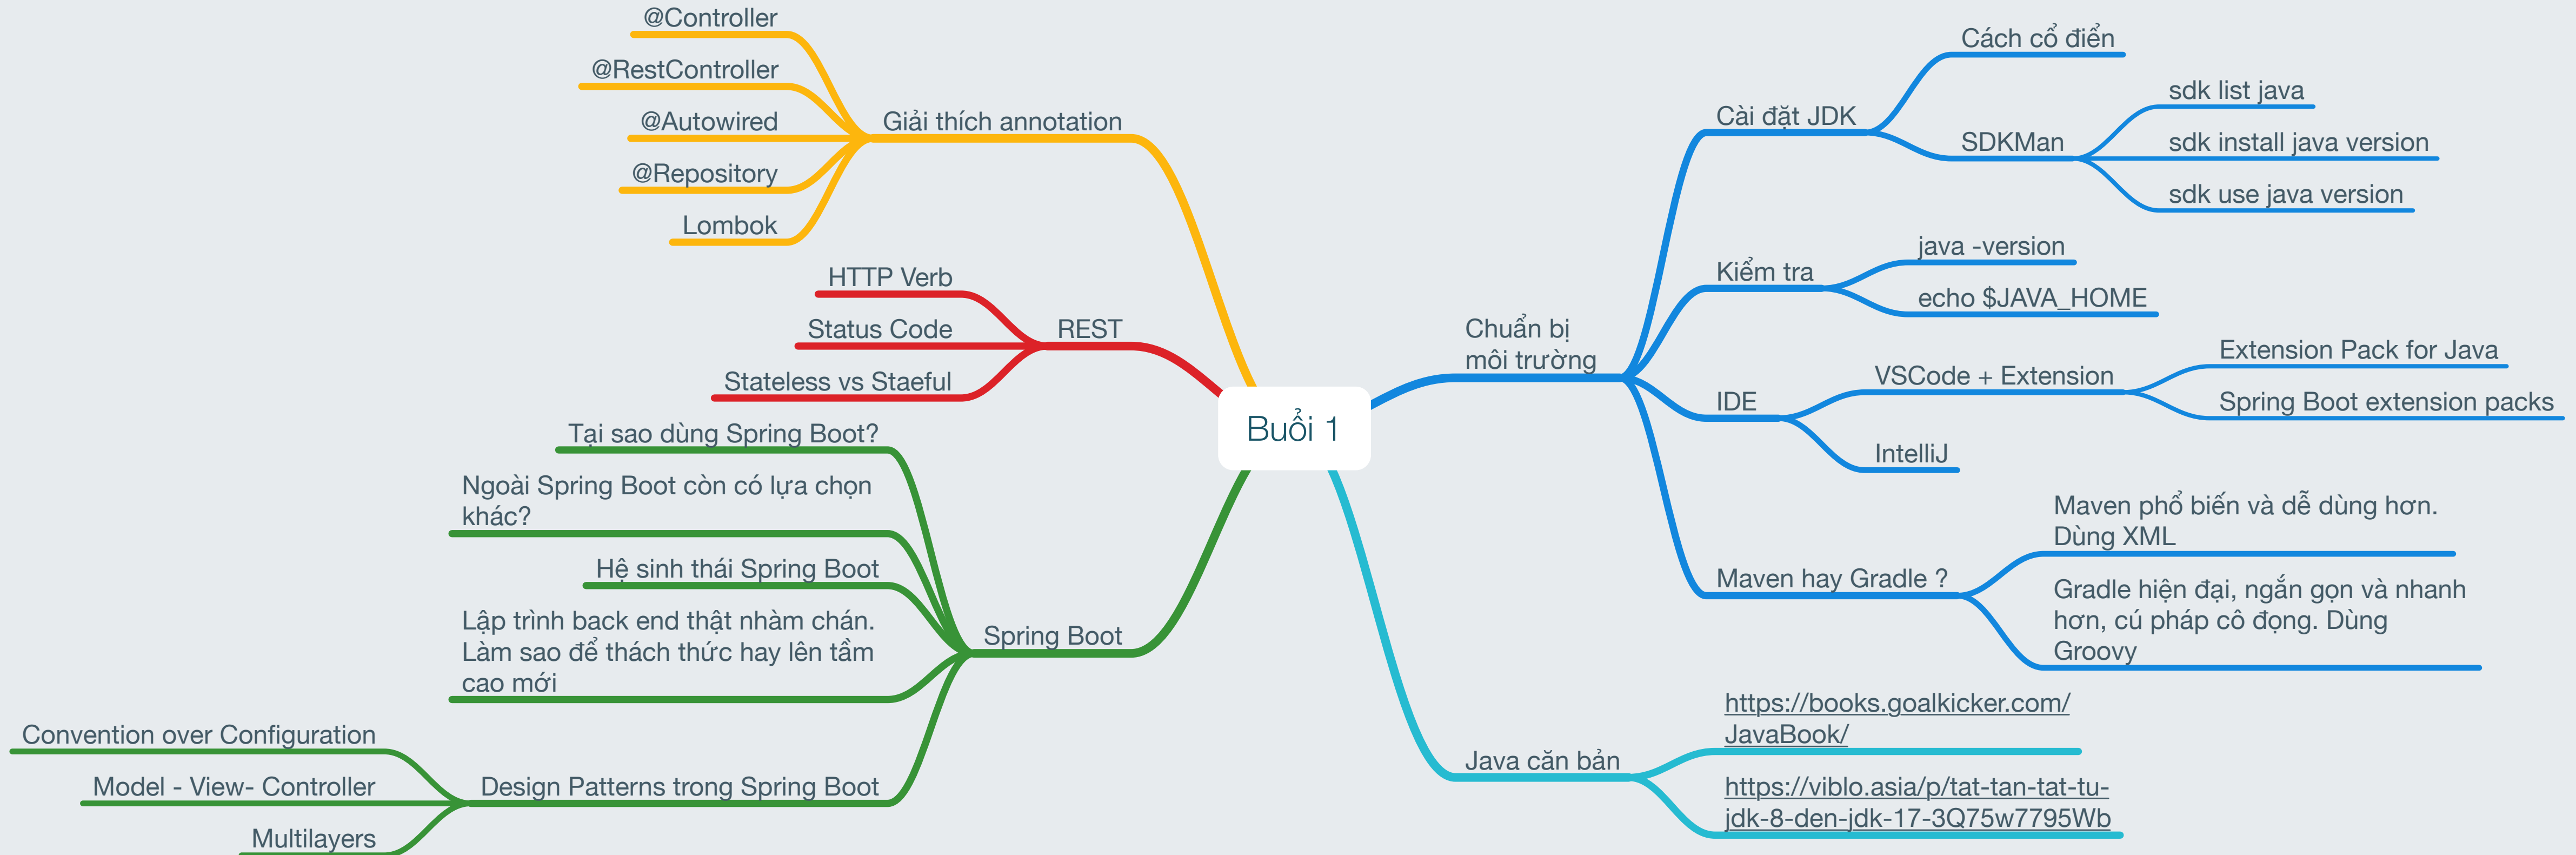 Buổi 1
Chuẩn bị
môi trường
Cài đặt JDK
Cách cổ điển
SDKMan
sdk list java
sdk install java version
sdk use java version
Kiểm tra
java -version
echo $JAVA_HOME
IDE
VSCode + Extension
Extension Pack for Java
Spring Boot extension packs
IntelliJ
Maven hay Gradle ?
Maven phổ biến và dễ dùng hơn.
Dùng XML
Gradle hiện đại, ngắn gọn và nhanh
hơn, cú pháp cô đọng. Dùng
Groovy
Java căn bản
https://books.goalkicker.com/
JavaBook/
https://viblo.asia/p/tat-tan-tat-tu-
jdk-8-den-jdk-17-3Q75w7795Wb
Giải thích annotation
@Controller
@RestController
@Autowired
@Repository
Lombok
REST
HTTP Verb
Status Code
Stateless vs Staeful
Spring Boot
Tại sao dùng Spring Boot?
Ngoài Spring Boot còn có lựa chọn
khác?
Hệ sinh thái Spring Boot
Lập trình back end thật nhàm chán.
Làm sao để thách thức hay lên tầm
cao mới
Design Patterns trong Spring Boot
Convention over Configuration
Model - View- Controller
Multilayers